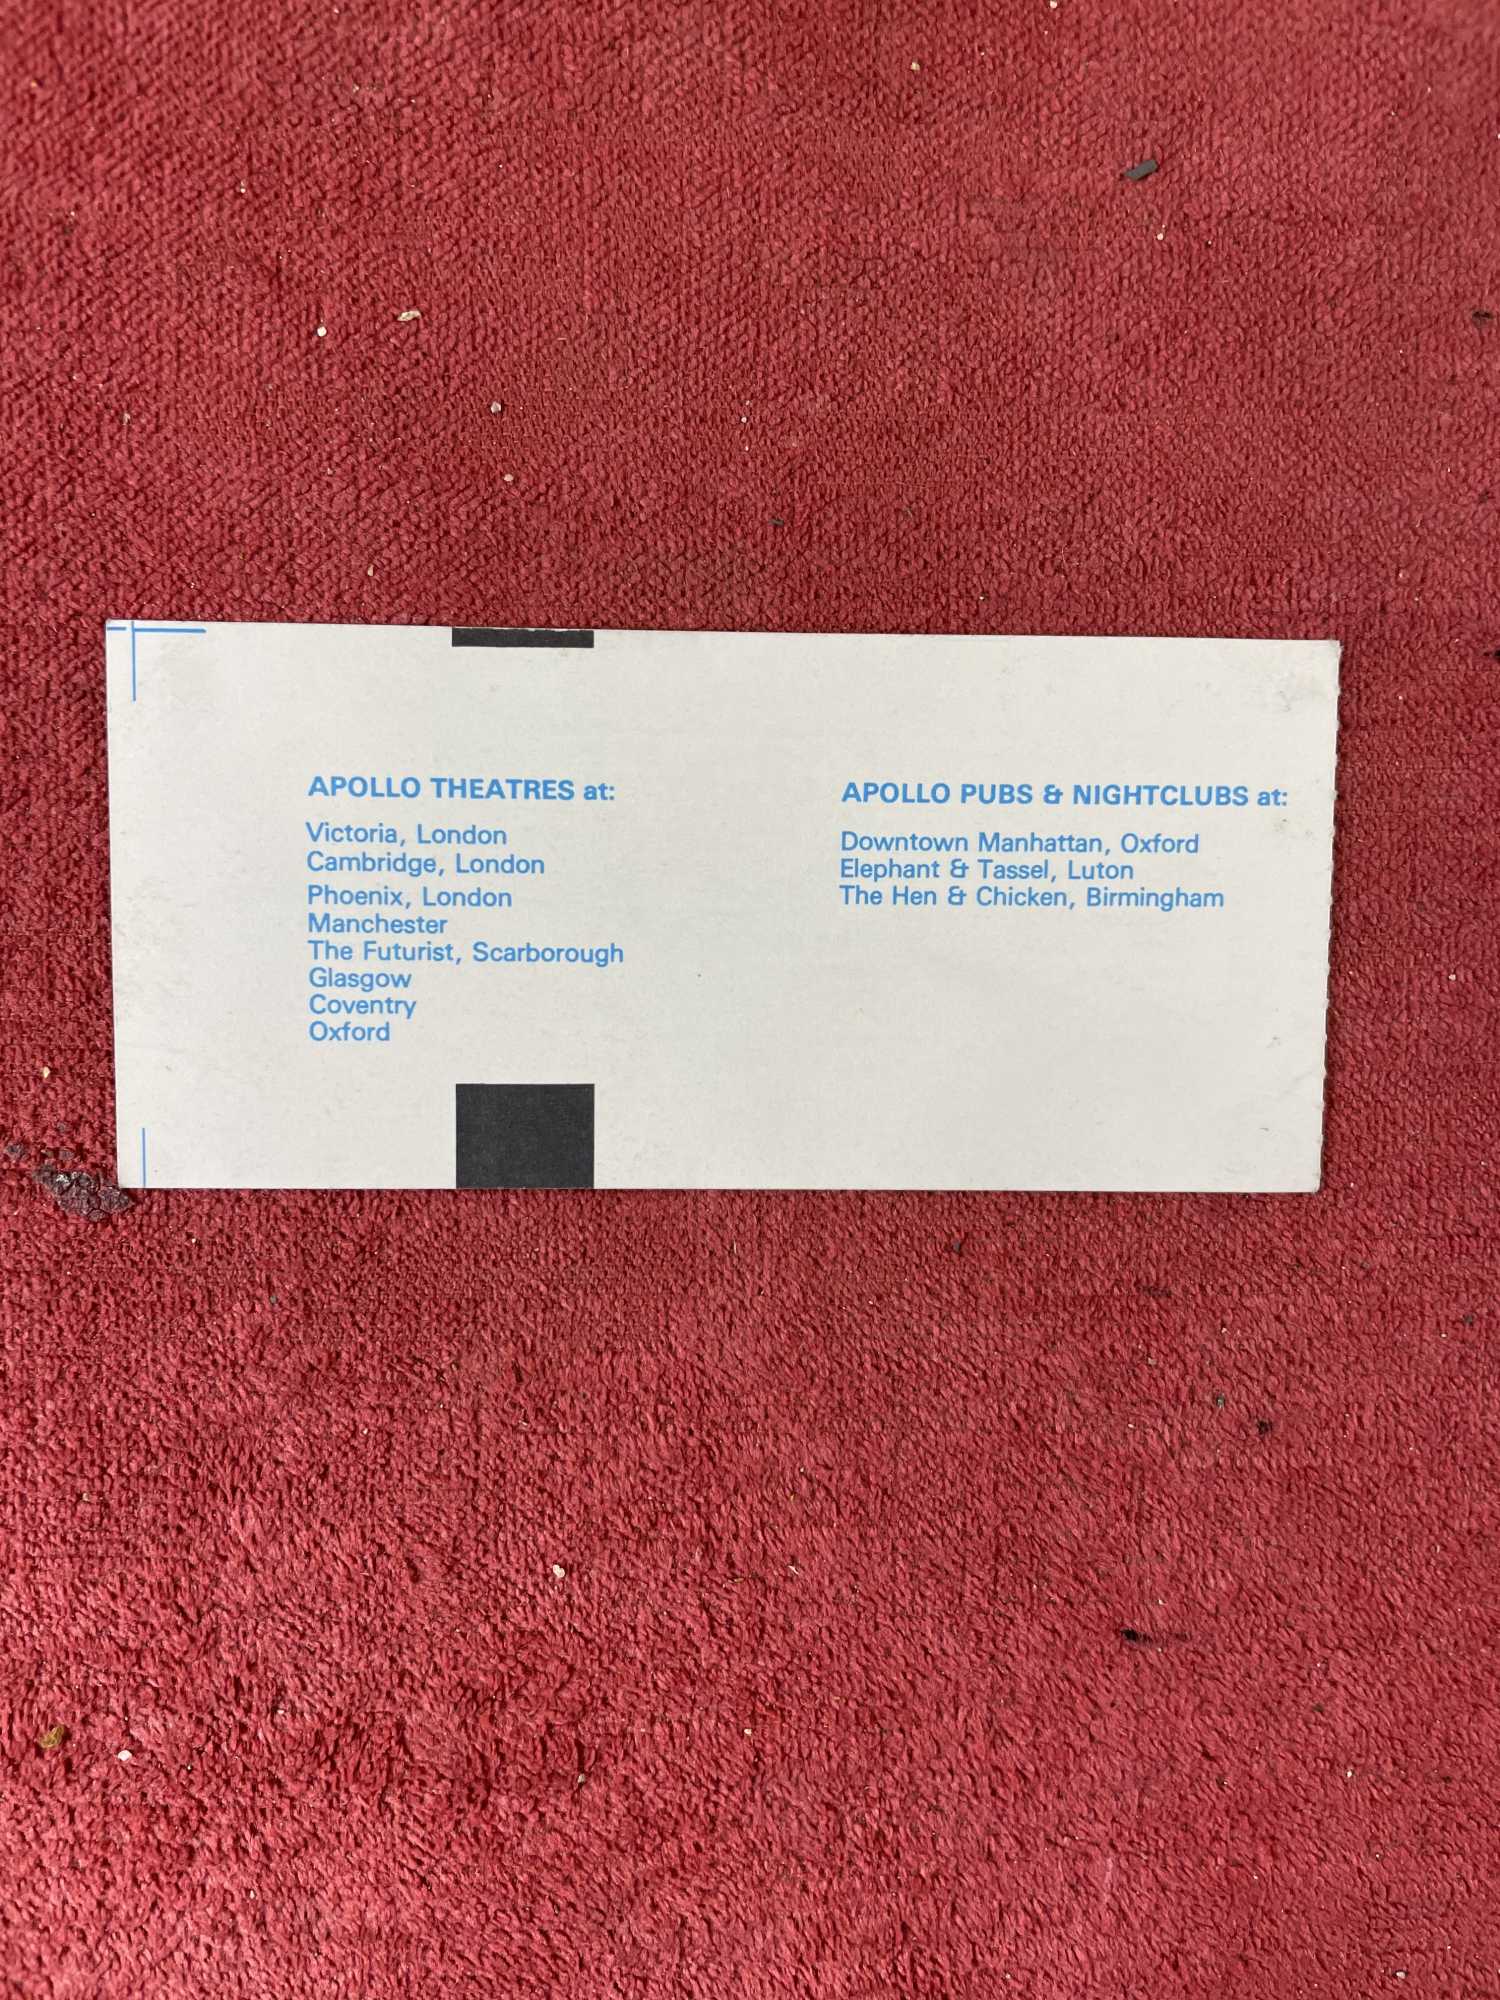 APOLLO THEATRES at:
Victoria, London
Cambridge, London
Phoenix, London
Manchester
The Futurist, Scarborough
Glasgow
Coventry
Oxford
APOLLO PUBS & NIGHTCLUBS at:
Downtown Manhattan, Oxford
Elephant & Tassel, Luton
The Hen & Chicken, Birmingham